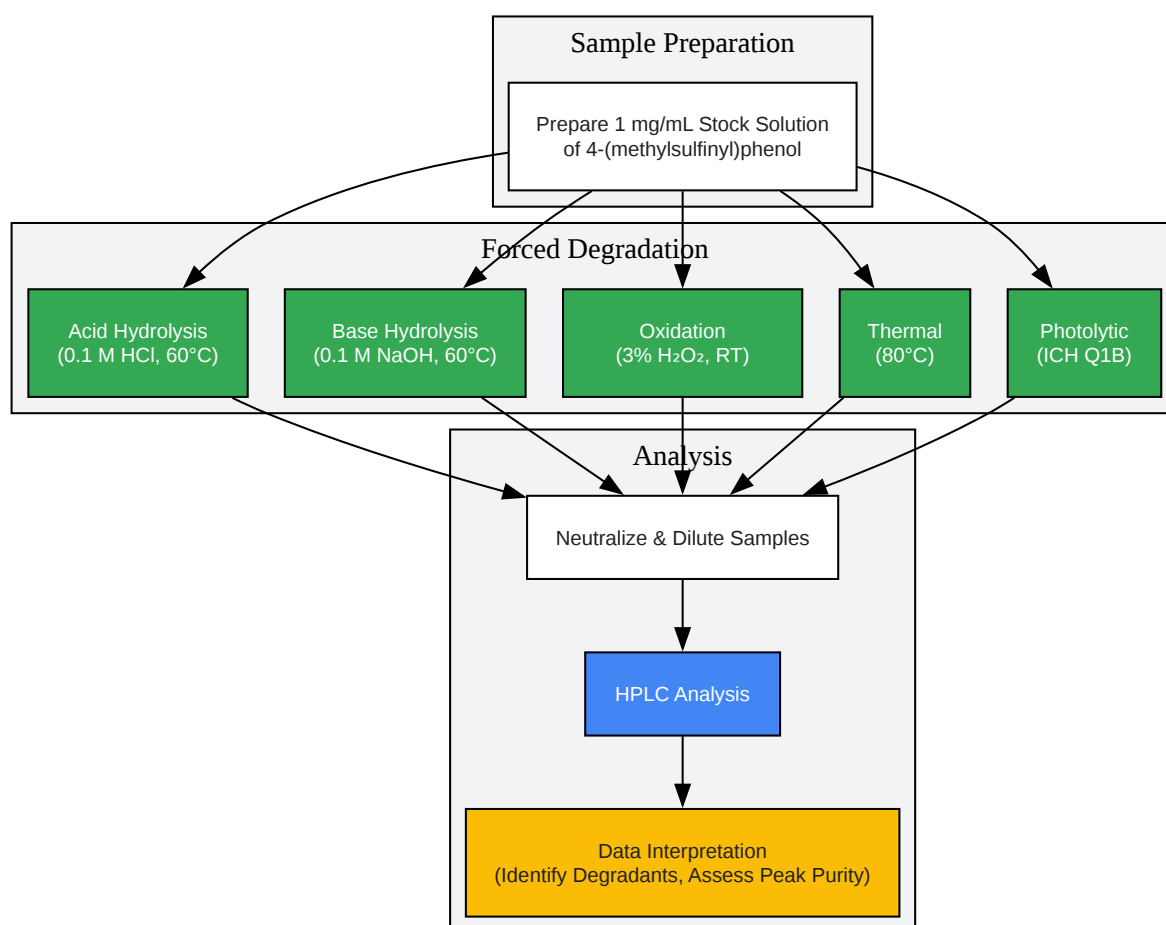 Sample Preparation
Prepare 1 mg/mL Stock Solution
of 4-(methylsulfinyl)phenol
Forced Degradation
Acid Hydrolysis
(0.1 M HCl, 60°C)
Base Hydrolysis
(0.1 M NaOH, 60°C)
Oxidation
(3% H₂O₂, RT)
Thermal
(80°C)
Photolytic
(ICH Q1B)
Analysis
Neutralize & Dilute Samples
HPLC Analysis
Data Interpretation
(Identify Degradants, Assess Peak Purity)